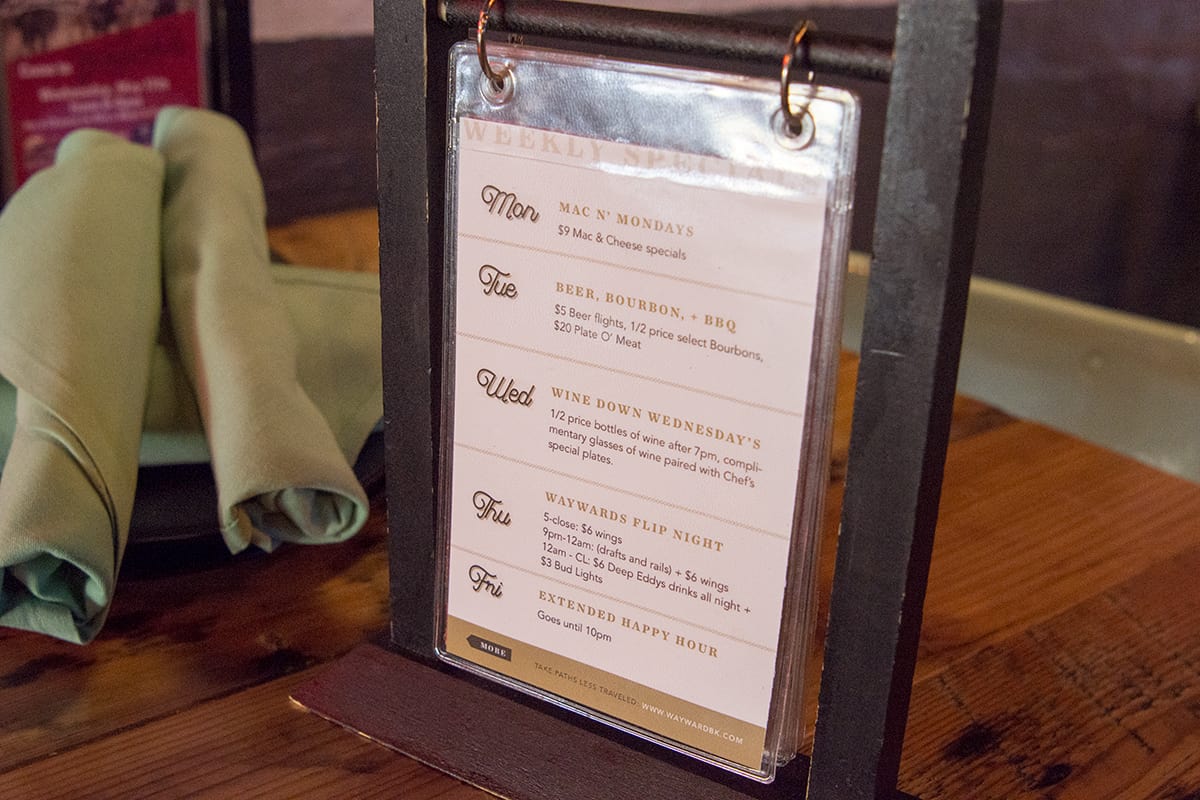 WEEKLY SPECIALS
Mon
MAC N' MONDAYS
$9 Mac & Cheese specials
Tue
BEER, BOURBON, + BBQ
$5 Beer flights, 1/2 price select Bourbons,
$20 Plate O' Meat
Wed
WINE DOWN WEDNESDAY'S
1/2 price bottles of wine after 7pm, compli-
mentary glasses of wine paired with Chef's
special plates.
Thu
WAYWARDS FLIP NIGHT
5-close: $6 wings
9pm-12am: (drafts and rails) + $6 wings
12am - CL: $6 Deep Eddys drinks all night +
$3 Bud Lights
Fri
EXTENDED HAPPY HOUR
Goes until 10pm
MORE
TAKE PATHS LESS TRAVELED. WWW.WAYWARDBK.COM